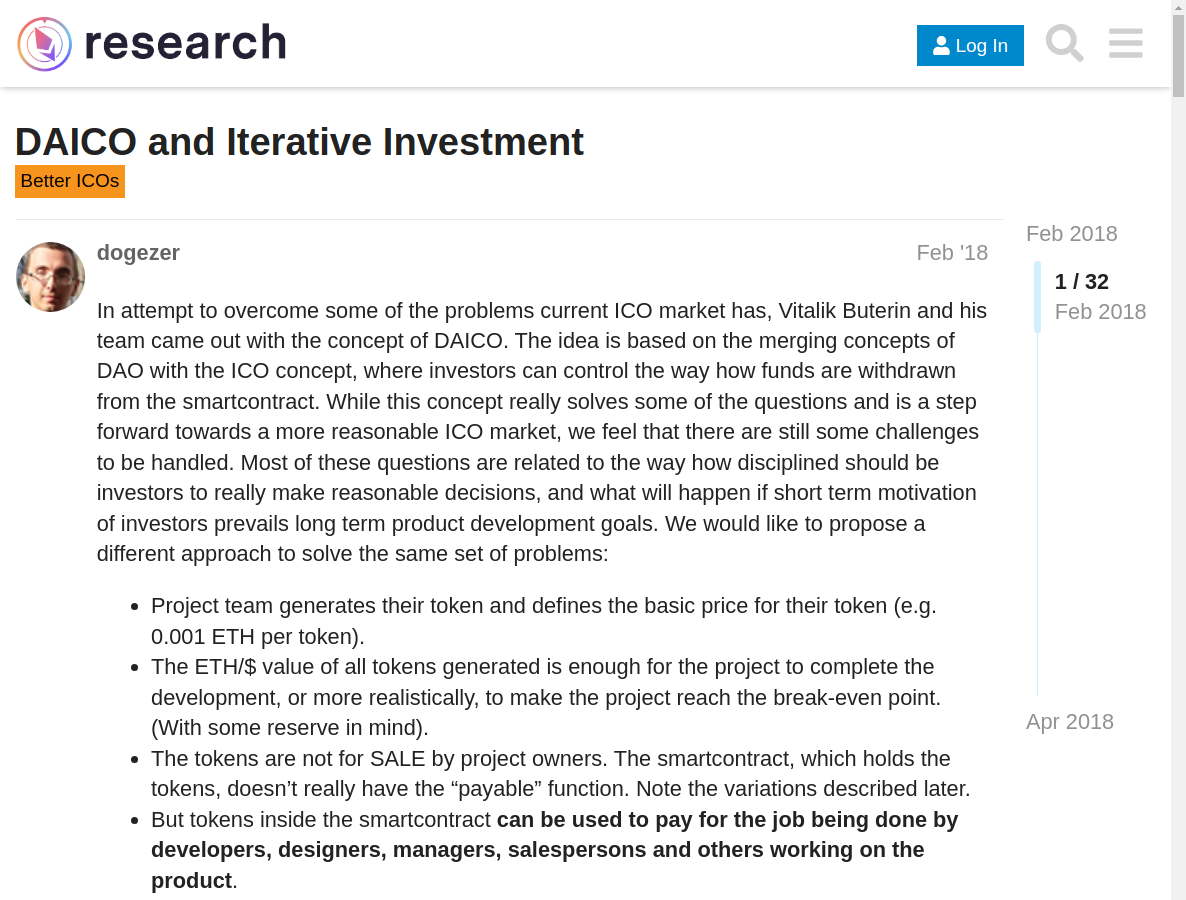 research
Log In
DAICO and Iterative Investment
Better ICOs
dogezer
Feb '18
In attempt to overcome some of the problems current ICO market has, Vitalik Buterin and his
team came out with the concept of DAICO. The idea is based on the merging concepts of
DAO with the ICO concept, where investors can control the way how funds are withdrawn
from the smartcontract. While this concept really solves some of the questions and is a step
forward towards a more reasonable ICO market, we feel that there are still some challenges
to be handled. Most of these questions are related to the way how disciplined should be
investors to really make reasonable decisions, and what will happen if short term motivation
of investors prevails long term product development goals. We would like to propose a
different approach to solve the same set of problems:
• Project team generates their token and defines the basic price for their token (e.g.
0.001 ETH per token).
• The ETH/$ value of all tokens generated is enough for the project to complete the
development, or more realistically, to make the project reach the break-even point.
(With some reserve in mind).
• The tokens are not for SALE by project owners. The smartcontract, which holds the
tokens, doesn’t really have the “payable” function. Note the variations described later.
• But tokens inside the smartcontract can be used to pay for the job being done by
developers, designers, managers, salespersons and others working on the
product.
Feb 2018
1 / 32
Feb 2018
Apr 2018